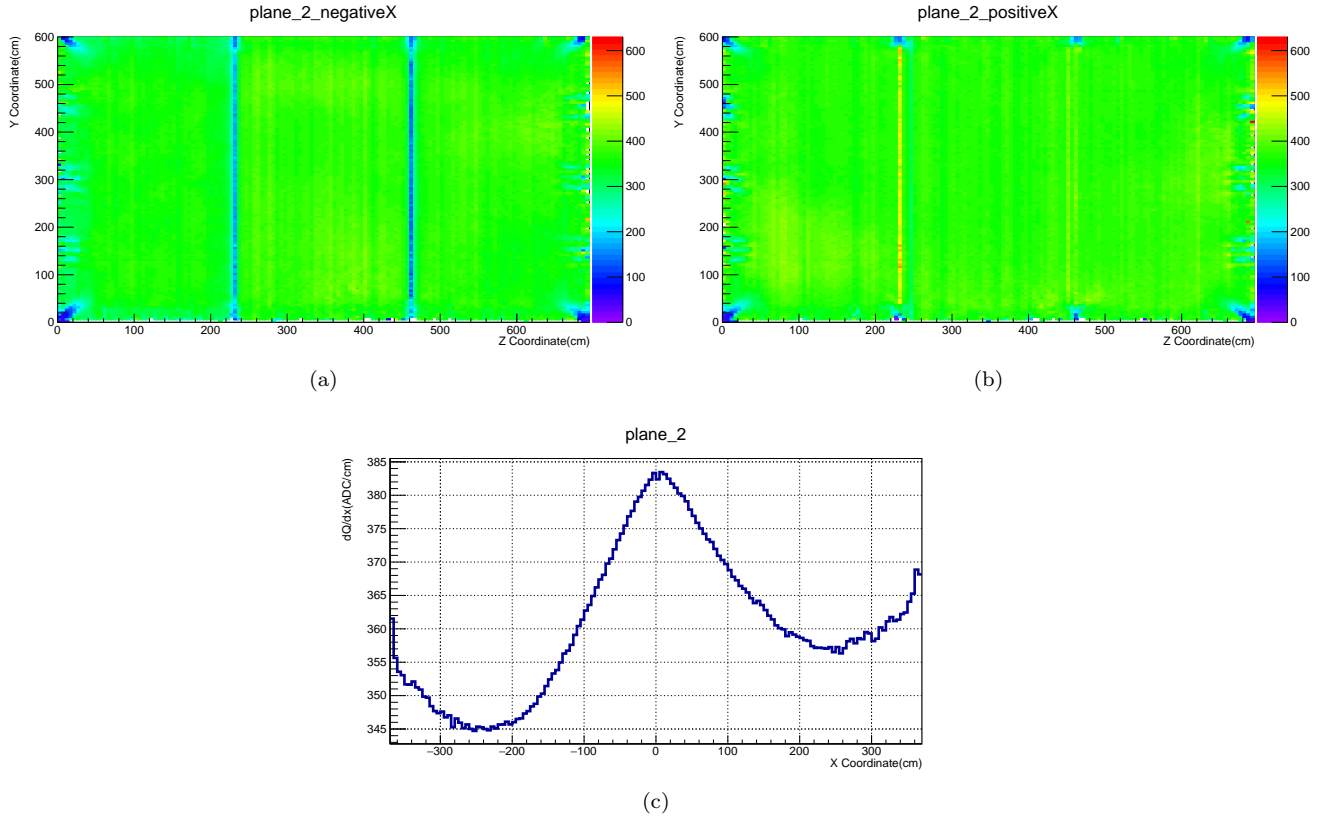 plane_2_negativeX
Y Coordinate(cm)
600
500
400
300
200
100
0
0 100 200 300 400 500 600
Z Coordinate(cm)
600
500
400
300
200
100
0
(a)
plane_2_positiveX
Y Coordinate(cm)
600
500
400
300
200
100
0
0 100 200 300 400 500 600
Z Coordinate(cm)
600
500
400
300
200
100
0
(b)
plane_2
dQ/dx(ADC/cm)
385
380
375
370
365
360
355
350
345
−300 −200 −100 0 100 200 300
X Coordinate(cm)
(c)